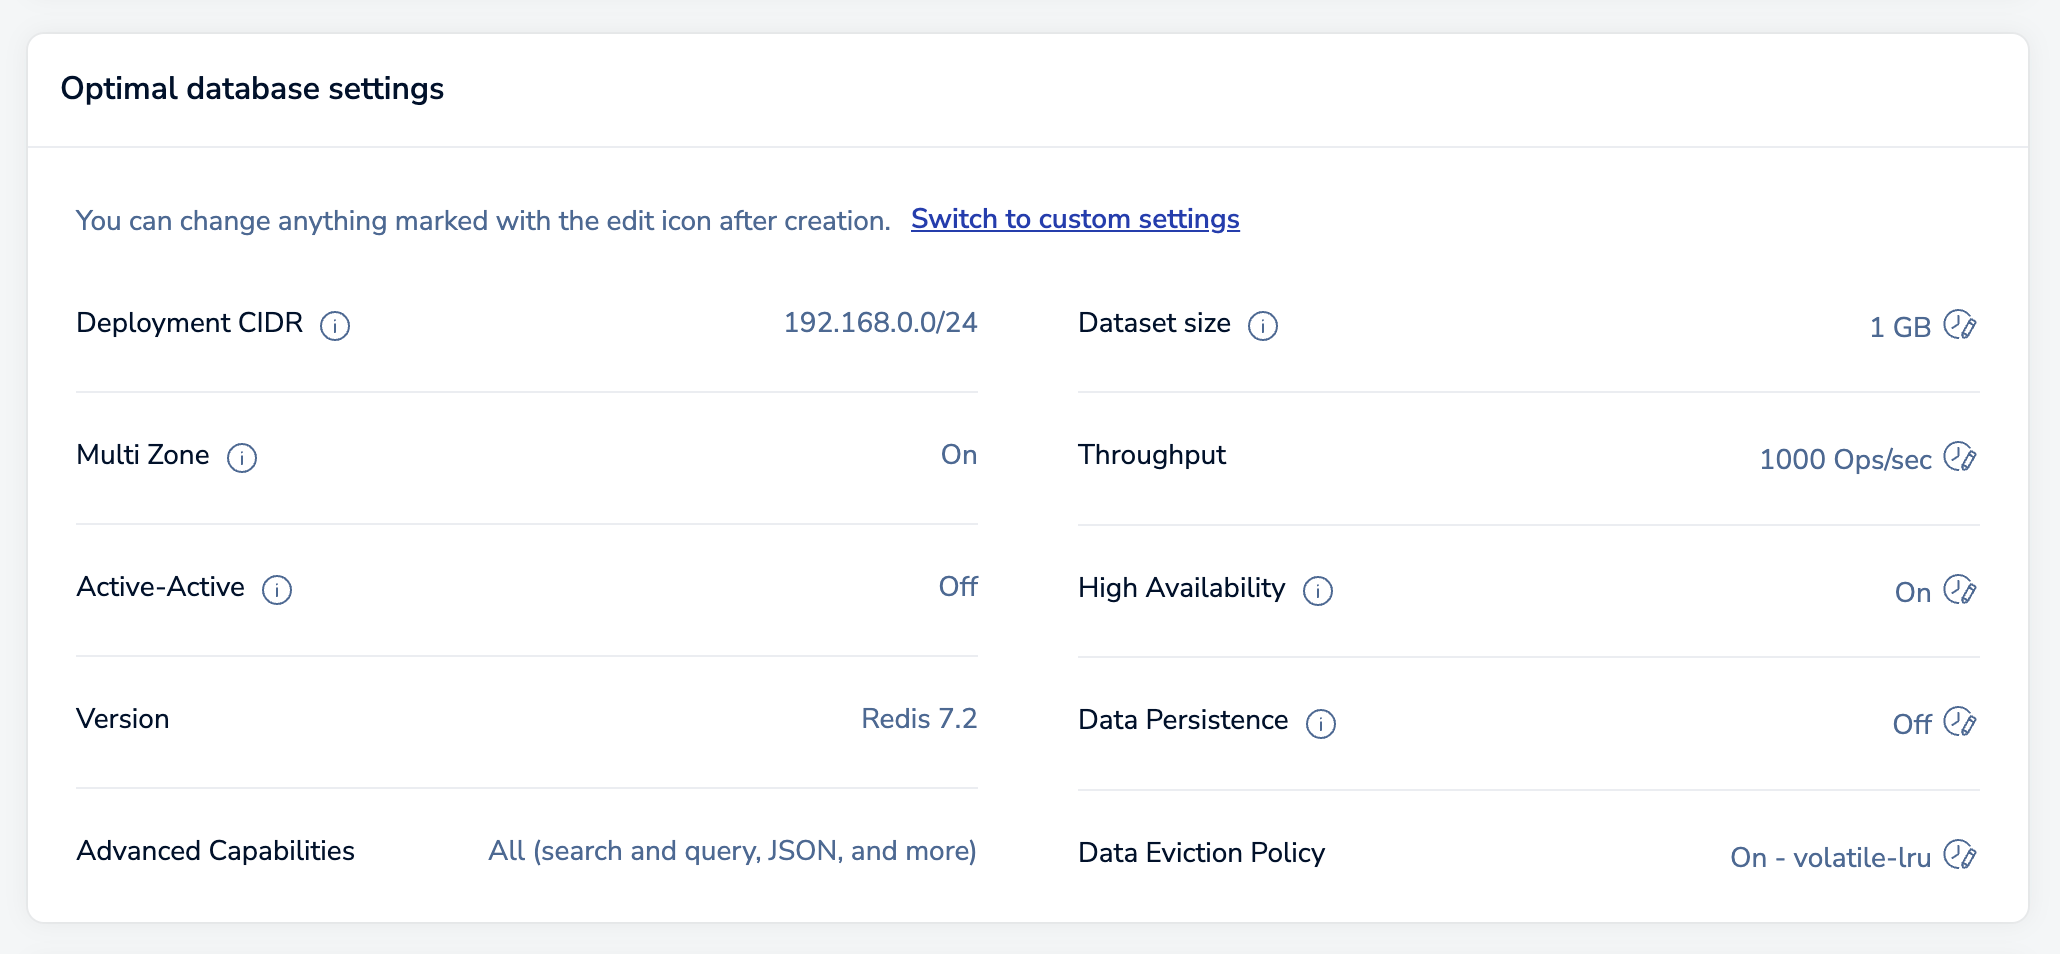 Optimal database settings
You can change anything marked with the edit icon after creation. Switch to custom settings
Deployment CIDR 192.168.0.0/24
Multi Zone On
Active-Active Off
Version Redis 7.2
Advanced Capabilities All (search and query, JSON, and more)
Dataset size 1 GB
Throughput 1000 Ops/sec
High Availability On
Data Persistence Off
Data Eviction Policy On - volatile-lru